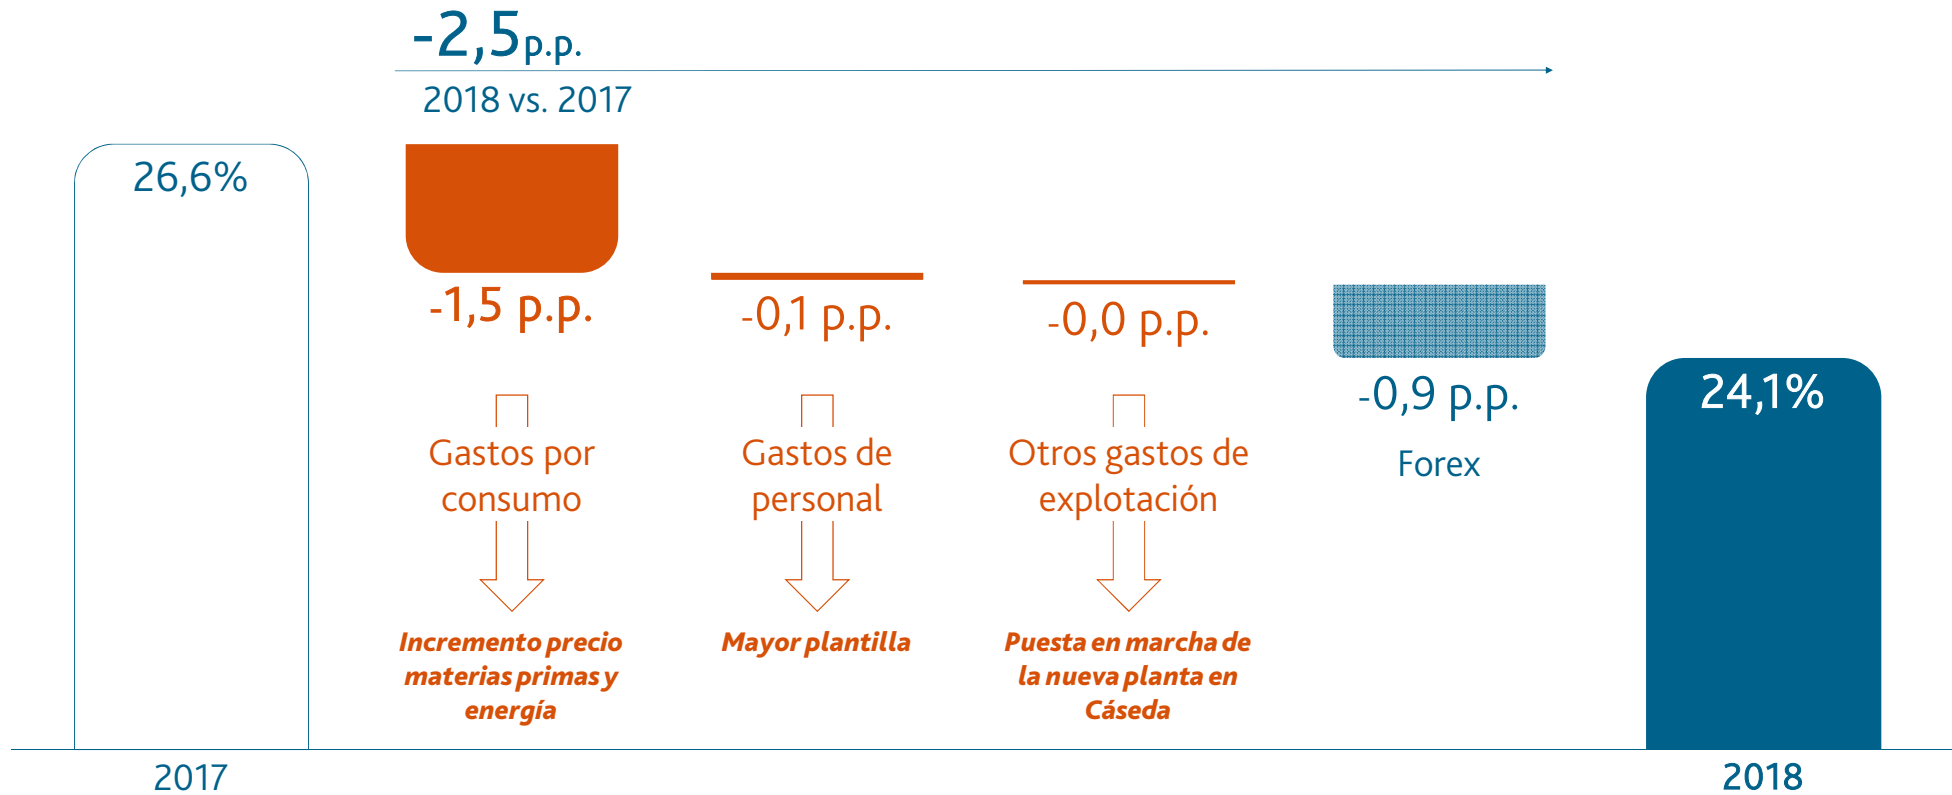 -2,5p.p.
2018 vs. 2017
26,6%
-1,5 p.p.
-0,1 p.p.
-0,0 p.p.
-0,9 p.p.
24,1%
Gastos por
consumo
Gastos de
personal
Otros gastos de
explotación
Forex
Incremento precio
materias primas y
energía
Mayor plantilla
Puesta en marcha de
la nueva planta en
Cáseda
2017
2018